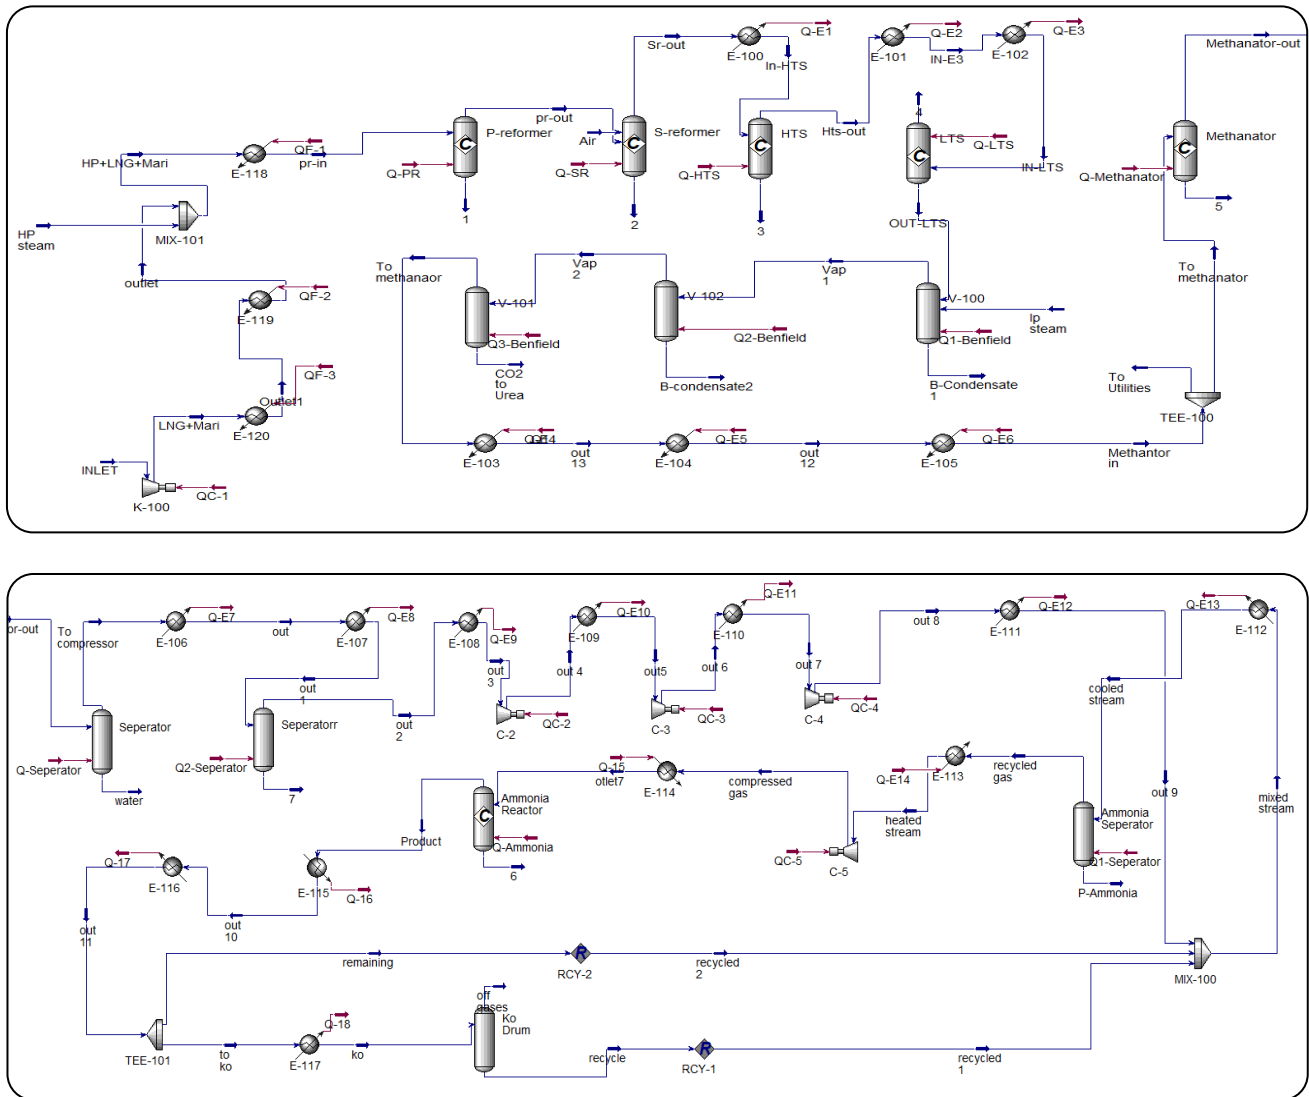 Q-E1
E-100
Sr-out
In-HTS
Q-E2
E-101
IN-E3
Q-E3
E-102
Methanator-out
pr-out
P-reformer
Air
S-reformer
HTS
Hts-out
4
LTS
Q-LTS
Methanator
HP+LNG+Mari
QF-1
pr-in
E-118
Q-PR
Q-SR
Q-HTS
IN-LTS
Q-Methanator
HP
steam
MIX-101
1
2
3
OUT-LTS
5
outlet
QF-2
E-119
To
methanaor
V-101
Q3-Benfield
CO2
to
Urea
Vap
2
V-102
Q2-Benfield
B-condensate2
Vap
1
V-100
lp
steam
Q1-Benfield
B-Condensate
1
To
methanator
To
Utilities
TEE-100
QF-3
Outlet1
LNG+Mari
E-120
INLET
QC-1
K-100
E-103
out
13
Q-E5
E-104
out
12
Q-E6
E-105
Methantor
in
or-out
To
compressor
Q-E7
E-106
out
Q-E8
E-107
Q-E9
E-108
Q-E10
E-109
Q-E11
E-110
out 8
Q-E12
E-111
Q-E13
E-112
out
1
out
3
out 4
out5
out 6
out 7
cooled
stream
Seperator
Seperatorr
out
2
QC-2
C-2
QC-3
C-3
QC-4
C-4
Q-Seperator
water
Q2-Seperator
7
Q-15
otlet7
E-114
compressed
gas
Q-E14
E-113
recycled
gas
out 9
mixed
stream
Ammonia
Reactor
Product
heated
stream
Ammonia
Seperator
Q-Ammonia
6
QC-5
C-5
Q1-Seperator
P-Ammonia
Q-17
E-116
E-115
Q-16
out
11
out
10
remaining
RCY-2
recycled
2
MIX-100
off
gases
Ko
Drum
Q-18
TEE-101
to
ko
E-117
ko
recycle
RCY-1
recycled
1